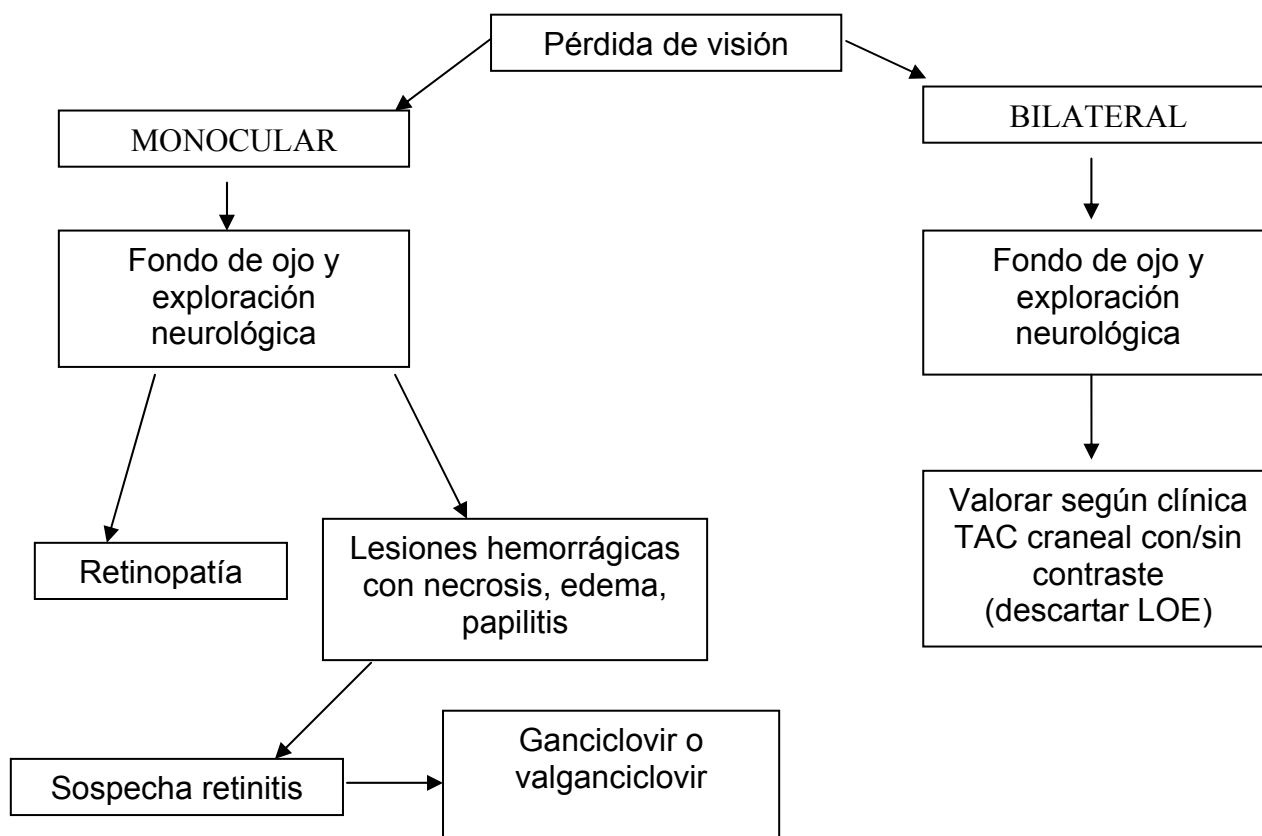 Pérdida de visión
MONOCULAR
BILATERAL
Fondo de ojo y
exploración
neurológica
Fondo de ojo y
exploración
neurológica
Retinopatía
Lesiones hemorrágicas
con necrosis, edema,
papilitis
Valorar según clínica
TAC craneal con/sin
contraste
(descartar LOE)
Sospecha retinitis
Ganciclovir o
valganciclovir